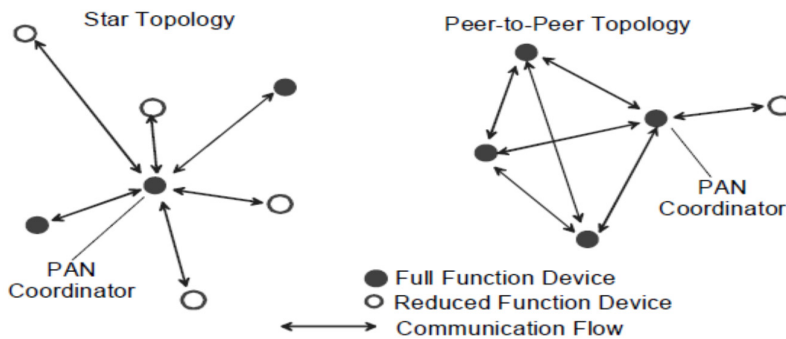 Star Topology
Peer-to-Peer Topology
PAN
Coordinator
PAN
Coordinator
Full Function Device
Reduced Function Device
Communication Flow